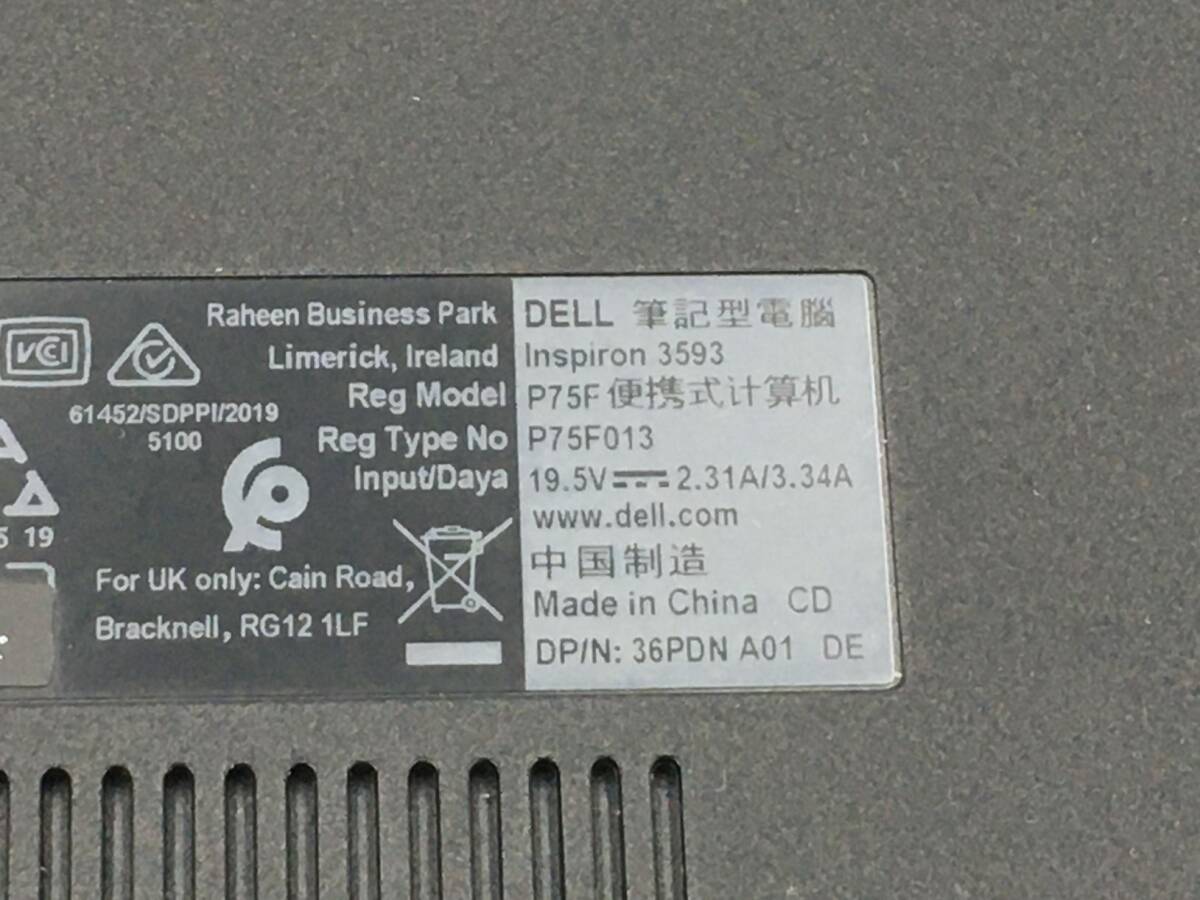 Raheen Business Park
Limerick, Ireland
Reg Model
Reg Type No
Input/Daya
VCCI
61452/SDPPI/2019
5100
19
For UK only: Cain Road,
Bracknell, RG12 1LF
DELL 筆記型電腦
Inspiron 3593
P75F 便携式计算机
P75F013
19.5V 2.31A/3.34A
www.dell.com
中国制造
Made in China CD
DP/N: 36PDN A01 DE